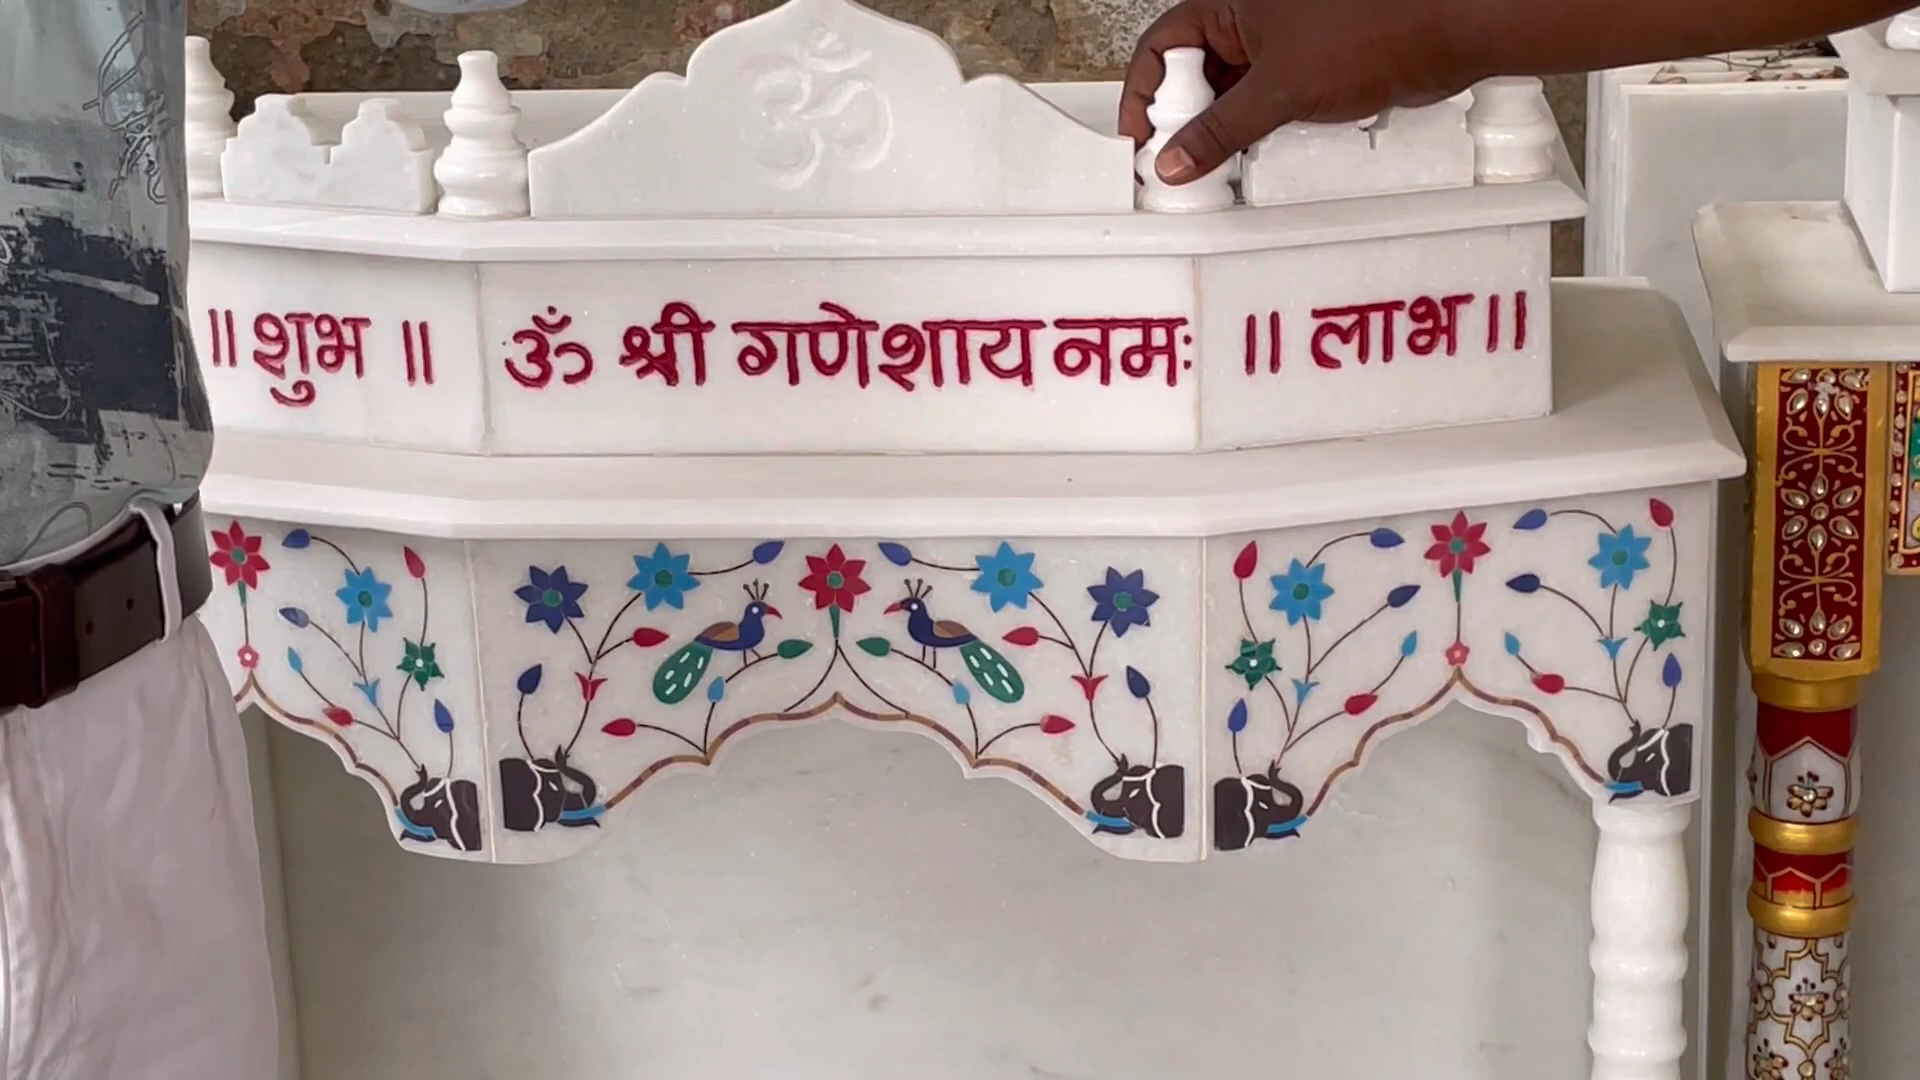 ॥ शुभ ॥ ॐ श्री गणेशाय नमः ॥ लाभ ॥
ॐ